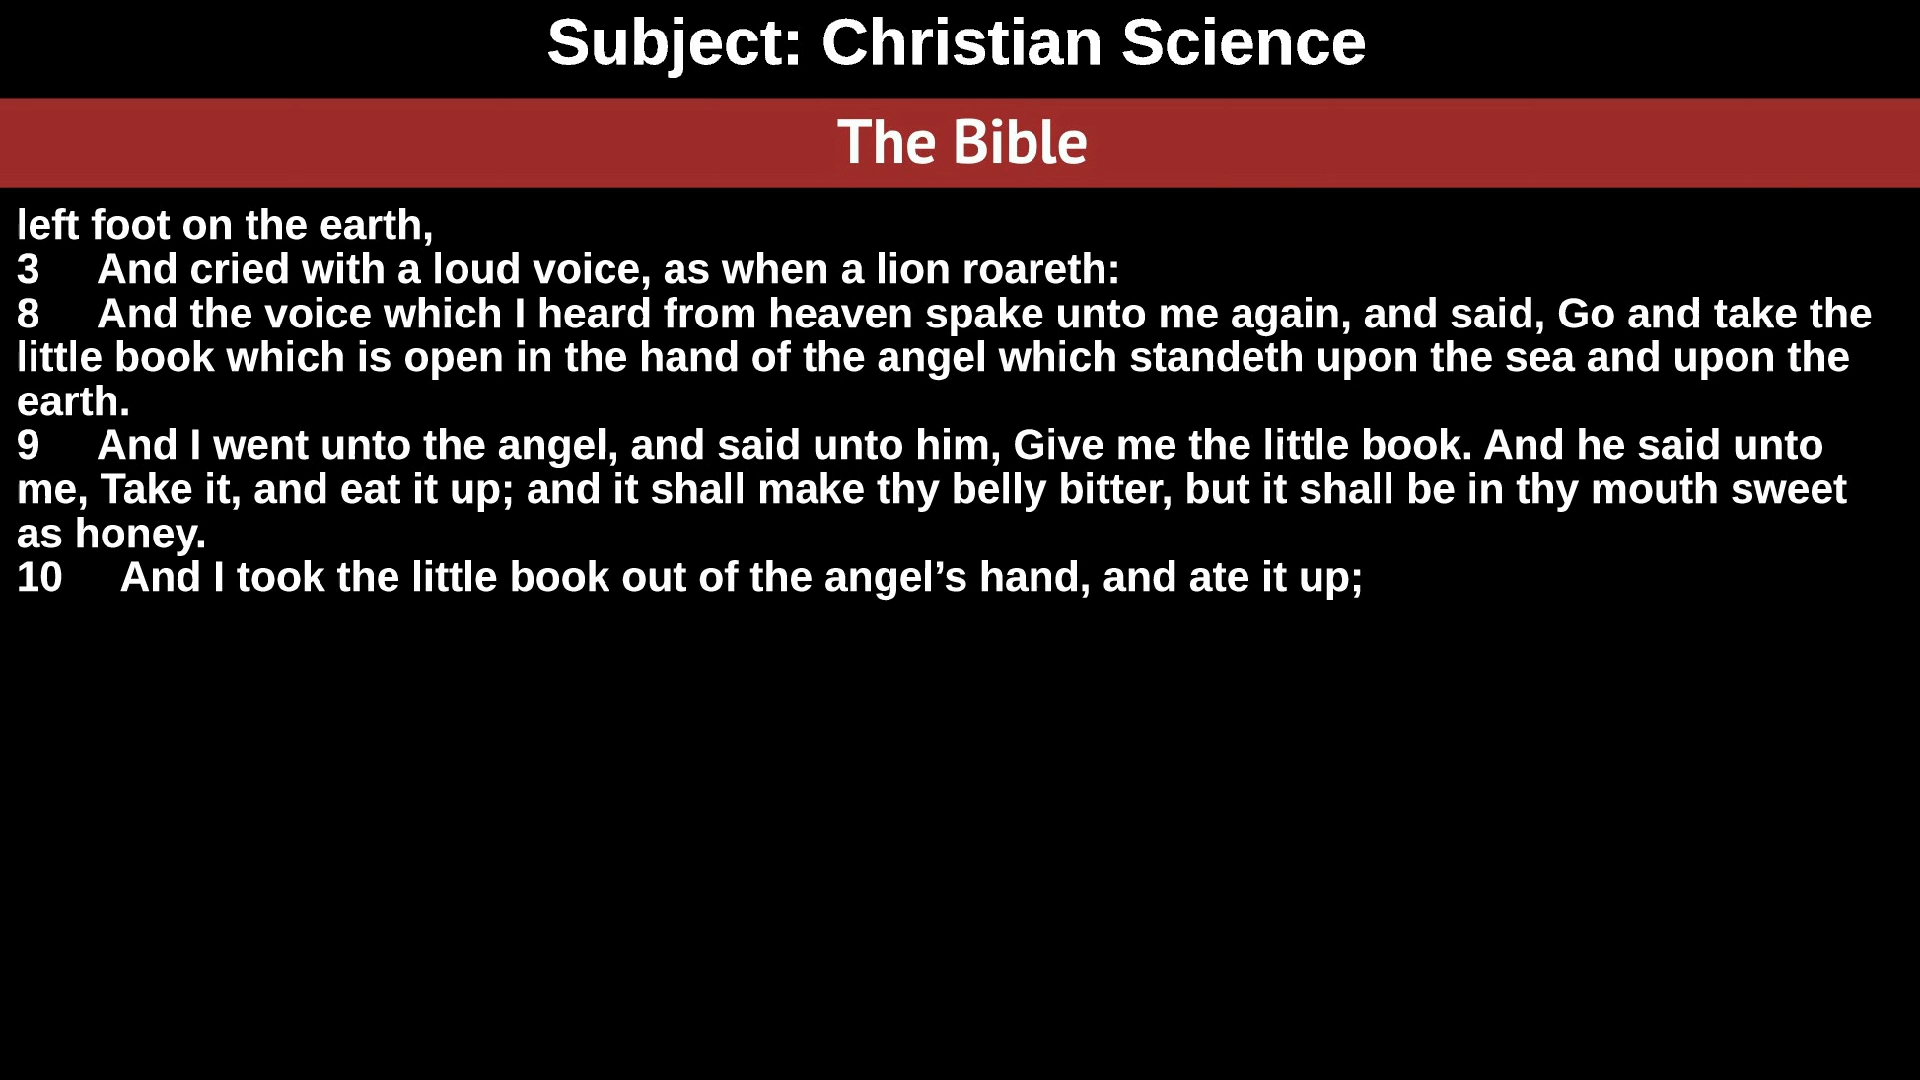 Subject: Christian Science
The Bible
left foot on the earth,
3 And cried with a loud voice, as when a lion roareth:
8 And the voice which I heard from heaven spake unto me again, and said, Go and take the
little book which is open in the hand of the angel which standeth upon the sea and upon the
earth.
9 And I went unto the angel, and said unto him, Give me the little book. And he said unto
me, Take it, and eat it up; and it shall make thy belly bitter, but it shall be in thy mouth sweet
as honey.
10 And I took the little book out of the angel’s hand, and ate it up;